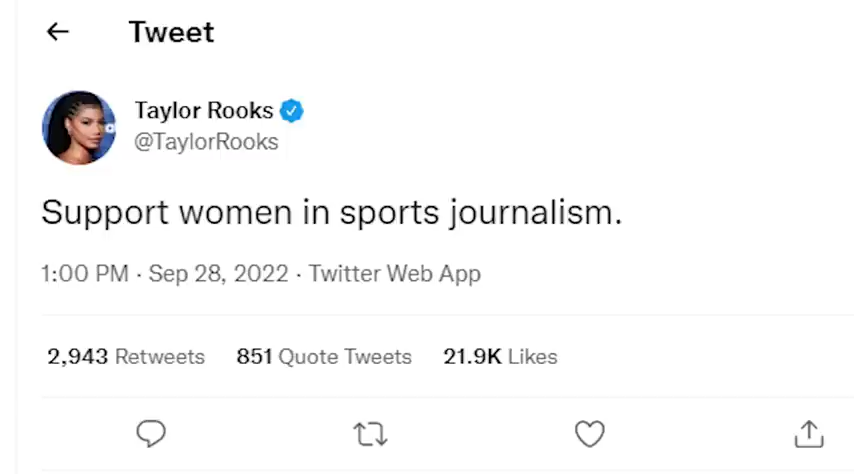 Tweet
Taylor Rooks
@TaylorRooks
Support women in sports journalism.
1:00 PM · Sep 28, 2022 · Twitter Web App
2,943 Retweets 851 Quote Tweets 21.9K Likes